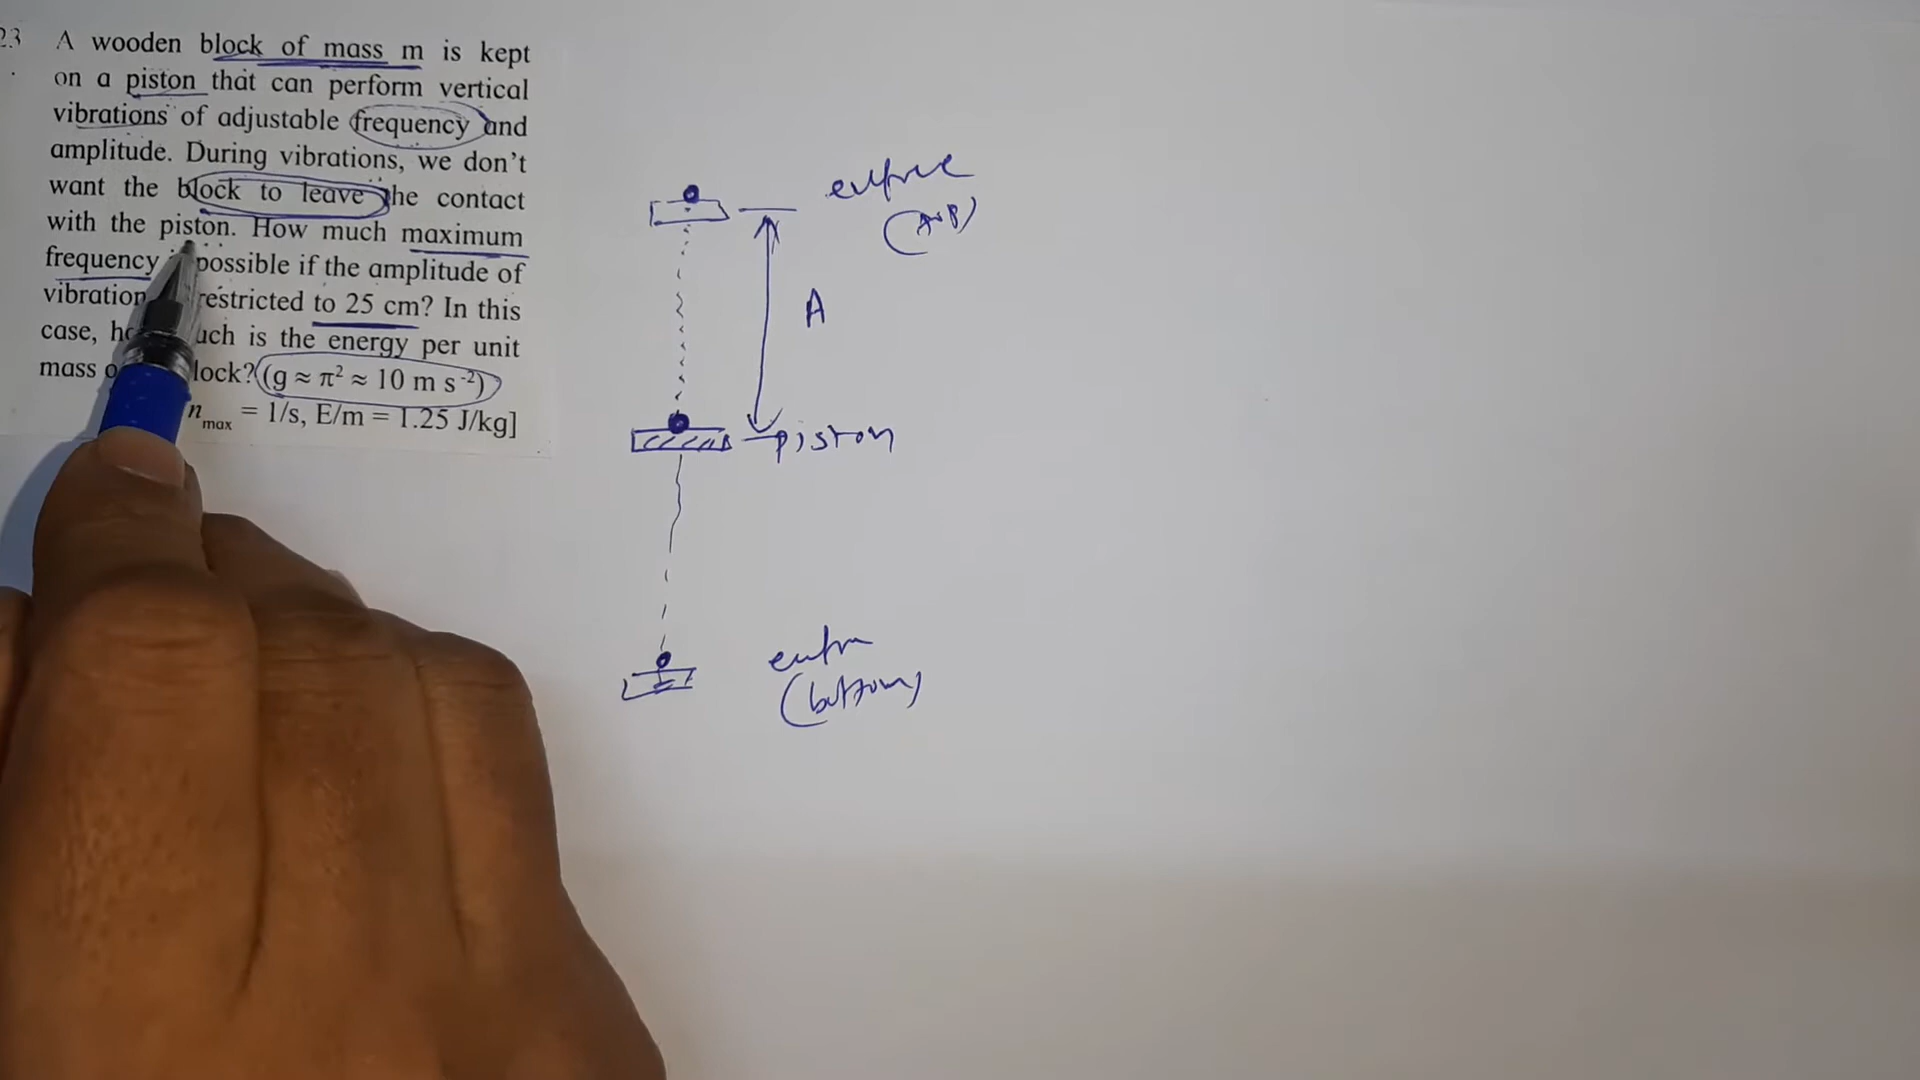 23 A wooden block of mass m is kept
on a piston that can perform vertical
vibrations of adjustable frequency and
amplitude. During vibrations, we don't
want the block to leave the contact
with the piston. How much maximum
frequency possible if the amplitude of
vibration restricted to 25 cm? In this
case, is the energy per unit
mass (g ≈ π² ≈ 10 m s⁻²)
n max = 1/s, E/m = 1.25 J/kg]
A
piston
(bottom)